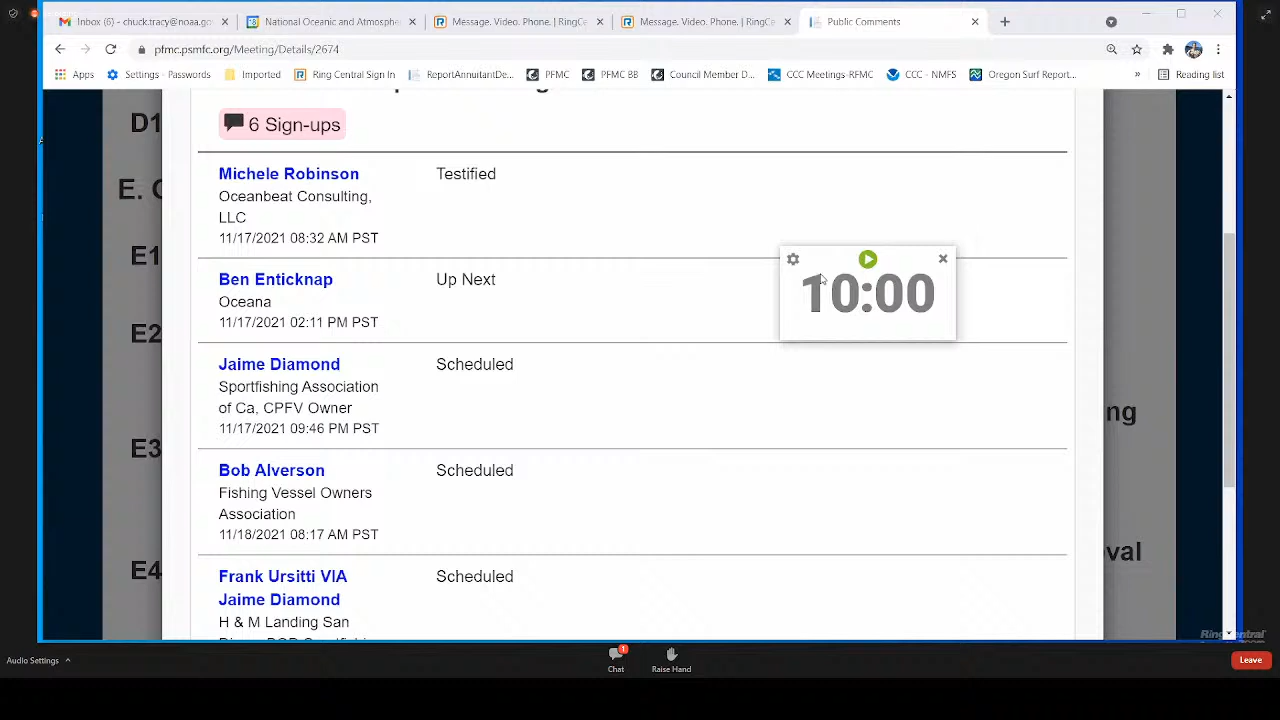 Inbox (6) - chuck.tracy@noaa.go
National Oceanic and Atmosphe
Message. Video. Phone. | RingCe
Message. Video. Phone. | RingC
Public Comments
pfmc.psmfc.org/Meeting/Details/2674
Apps
Settings - Passwords
Imported
Ring Central Sign In
ReportAnnuitantDe...
PFMC
PFMC BB
Council Member D...
CCC Meetings-RFMC
CCC - NMFS
Oregon Surf Report...
»
Reading list
D1
6 Sign-ups
Michele Robinson
Testified
Oceanbeat Consulting,
LLC
11/17/2021 08:32 AM PST
E. C
E1
Ben Enticknap
Up Next
Oceana
11/17/2021 02:11 PM PST
10:00
E2
Jaime Diamond
Scheduled
Sportfishing Association
of Ca, CPFV Owner
11/17/2021 09:46 PM PST
ng
E3
Bob Alverson
Scheduled
Fishing Vessel Owners
Association
11/18/2021 08:17 AM PST
oval
E4
Frank Ursitti VIA
Jaime Diamond
Scheduled
H & M Landing San
RingCentral
Audio Settings
1
Chat
Raise Hand
Leave